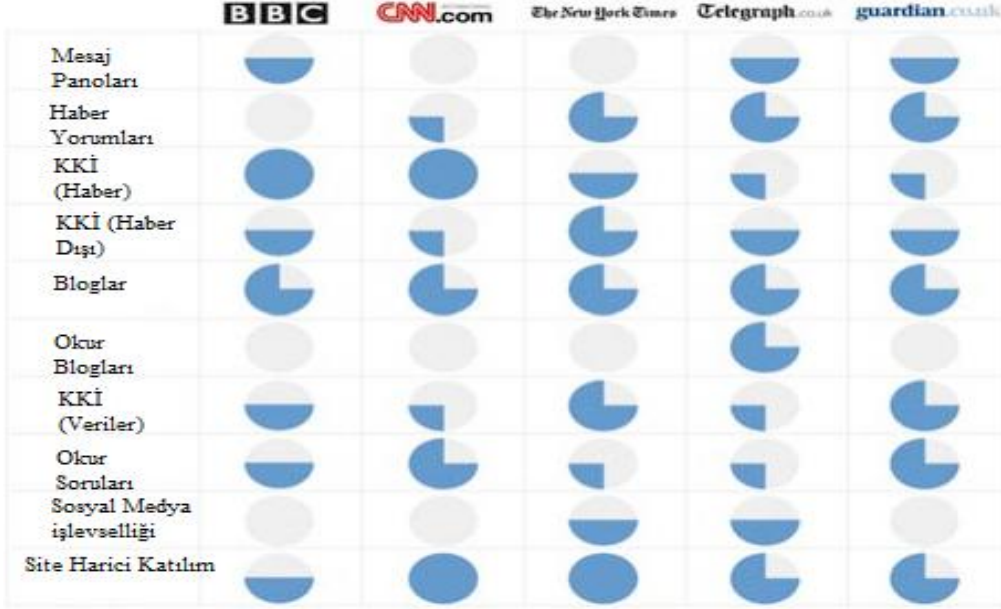 BBC CNN.com The New York Times Telegraph.co.uk guardian.co.uk
Mesaj
Panoları
Haber
Yorumları
KKİ
(Haber)
KKİ (Haber
Dışı)
Bloglar
Okur
Blogları
KKİ
(Veriler)
Okur
Soruları
Sosyal Medya
işlevselliği
Site Harici Katılım